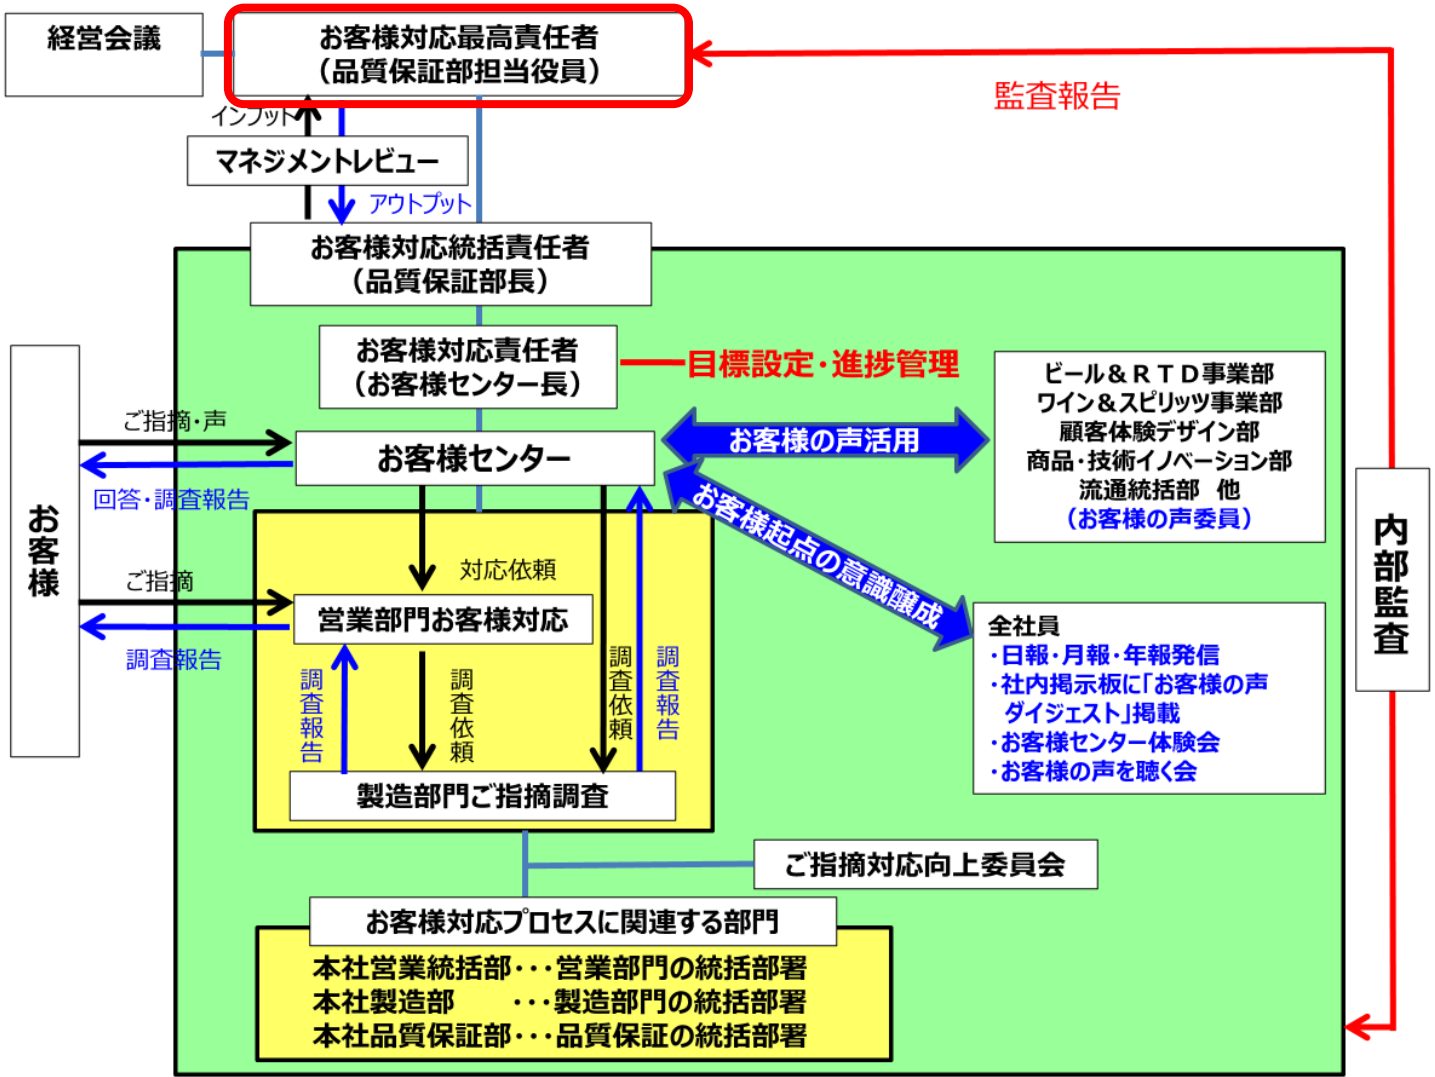 経営会議
お客様対応最高責任者
（品質保証部担当役員）
監査報告
インプット
マネジメントレビュー
アウトプット
お客様対応統括責任者
（品質保証部長）
お客様対応責任者
（お客様センター長）
目標設定・進捗管理
ビール＆ＲＴＤ事業部
ワイン＆スピリッツ事業部
顧客体験デザイン部
商品・技術イノベーション部
流通統括部　他
（お客様の声委員）
ご指摘・声
お客様センター
お客様の声活用
回答・調査報告
お客様
お客様起点の意識醸成
内部監査
対応依頼
ご指摘
営業部門お客様対応
調査報告
調査報告
調査依頼
調査依頼
調査報告
全社員
・日報・月報・年報発信
・社内掲示板に「お客様の声
ダイジェスト」掲載
・お客様センター体験会
・お客様の声を聴く会
製造部門ご指摘調査
ご指摘対応向上委員会
お客様対応プロセスに関連する部門
本社営業統括部・・・営業部門の統括部署
本社製造部　　・・・製造部門の統括部署
本社品質保証部・・・品質保証の統括部署